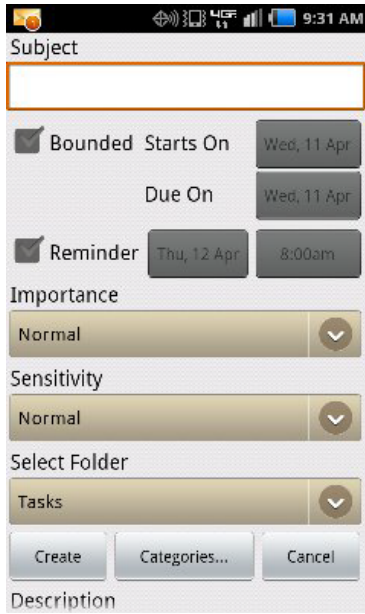 9:31 AM
Subject
Bounded Starts On Wed, 11 Apr
Due On Wed, 11 Apr
Reminder Thu, 12 Apr 8:00am
Importance
Normal
Sensitivity
Normal
Select Folder
Tasks
Create Categories... Cancel
Description